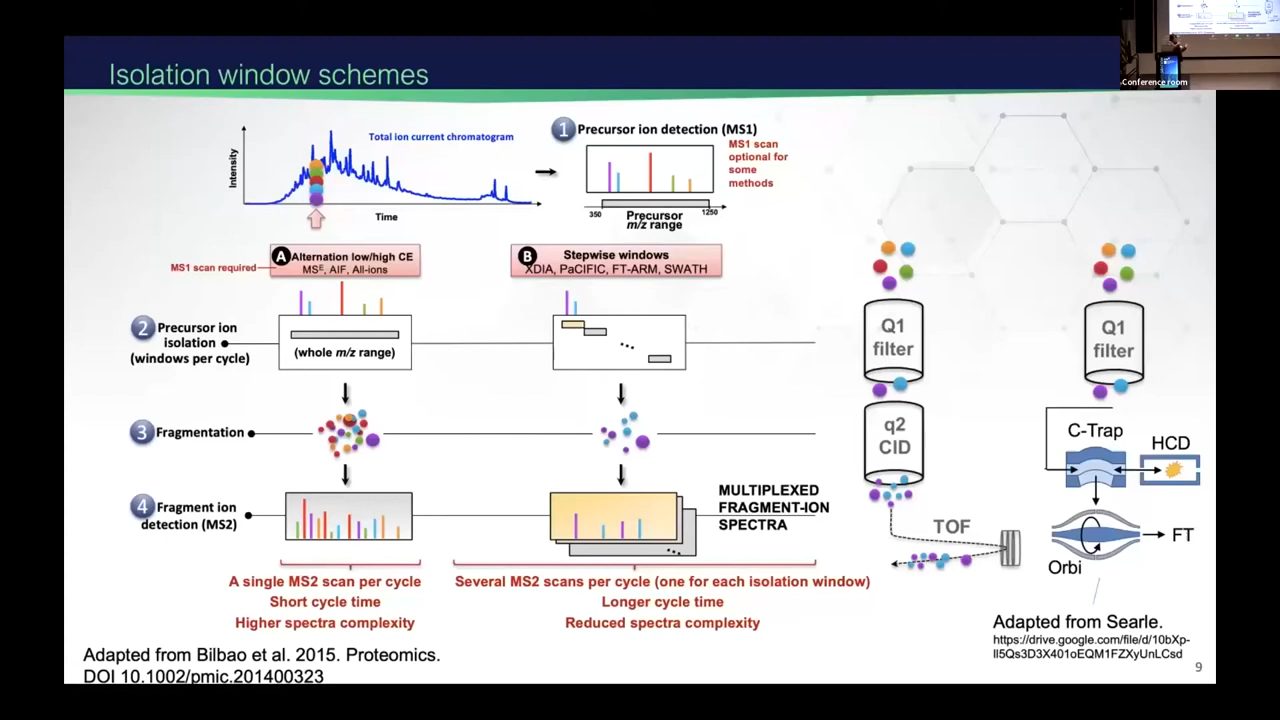 Isolation window schemes
Conference room
Total ion current chromatogram
Intensity
Time
1 Precursor ion detection (MS1)
MS1 scan
optional for
some
methods
350
1250
Precursor
m/z range
A Alternation low/high CE
MSE, AIF, All-ions
MS1 scan required
B Stepwise windows
XDIA, PaCIFIC, FT-ARM, SWATH
2 Precursor ion
isolation
(windows per cycle)
(whole m/z range)
3 Fragmentation
4 Fragment ion
detection (MS2)
MULTIPLEXED
FRAGMENT-ION
SPECTRA
A single MS2 scan per cycle
Short cycle time
Higher spectra complexity
Several MS2 scans per cycle (one for each isolation window)
Longer cycle time
Reduced spectra complexity
Q1
filter
q2
CID
TOF
Q1
filter
C-Trap
HCD
Orbi
FT
Adapted from Searle.
https://drive.google.com/file/d/10bXp-
Il5Qs3D3X401oEQM1FZXyUnLCsd
Adapted from Bilbao et al. 2015. Proteomics.
DOI 10.1002/pmic.201400323
9